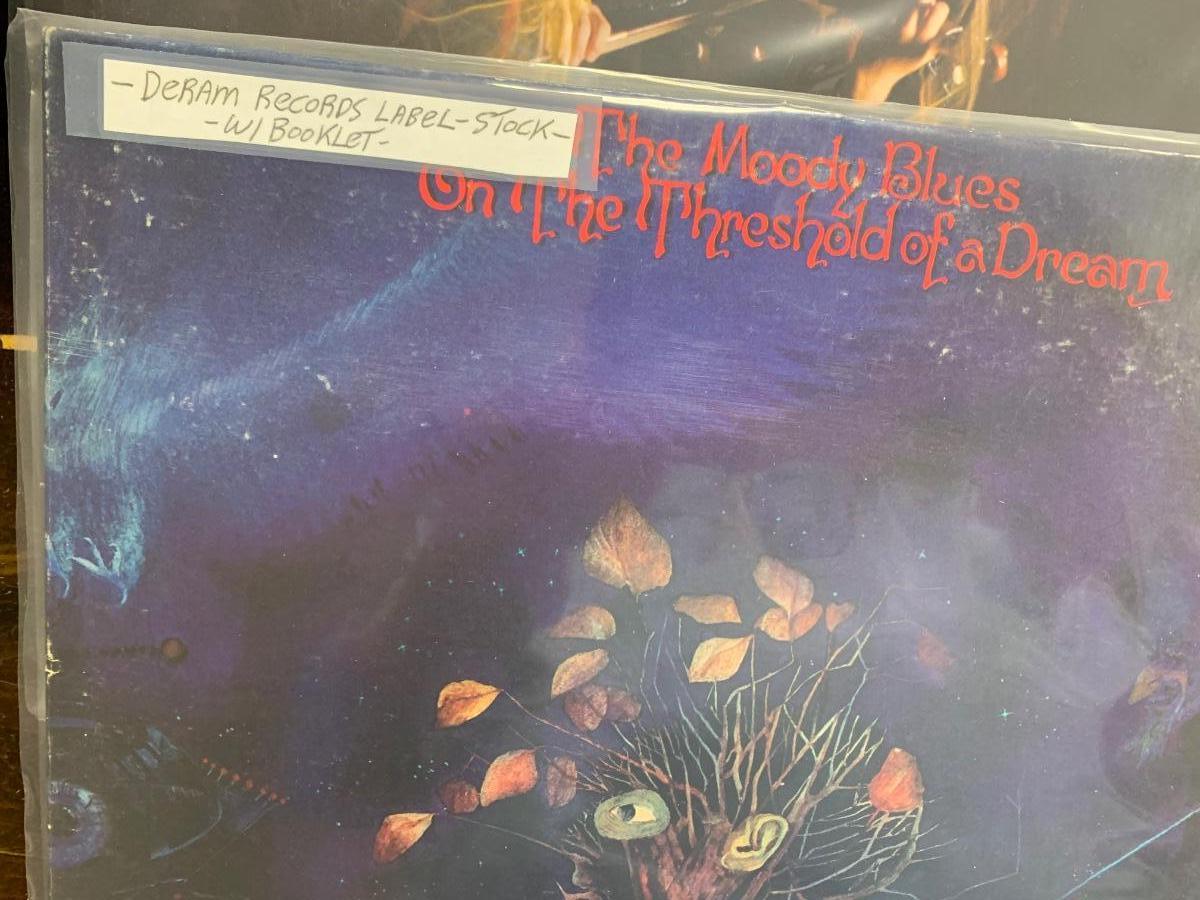 - DERAM RECORDS LABEL - STOCK -
- W/ BOOKLET -
The Moody Blues
On The Threshold of a Dream